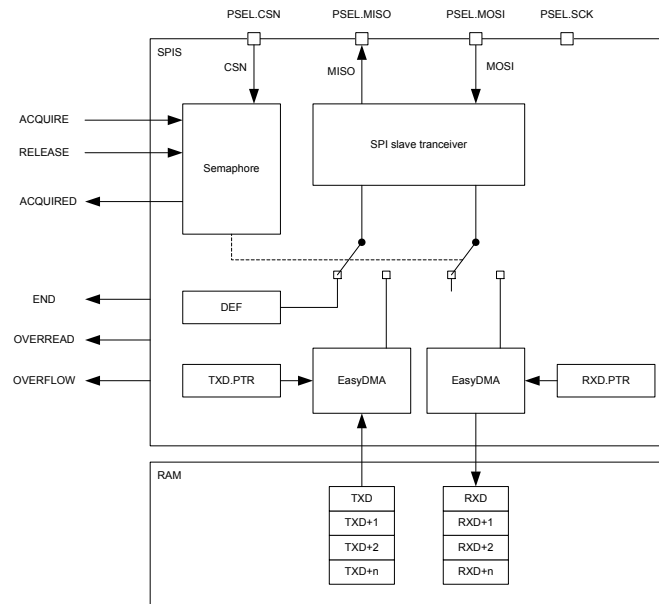 PSEL.CSN PSEL.MISO PSEL.MOSI PSEL.SCK
SPIS
CSN MISO MOSI
ACQUIRE
RELEASE
ACQUIRED
Semaphore
SPI slave tranceiver
END
OVERREAD
OVERFLOW
DEF
TXD.PTR EasyDMA EasyDMA RXD.PTR
RAM
TXD RXD
TXD+1 RXD+1
TXD+2 RXD+2
TXD+n RXD+n